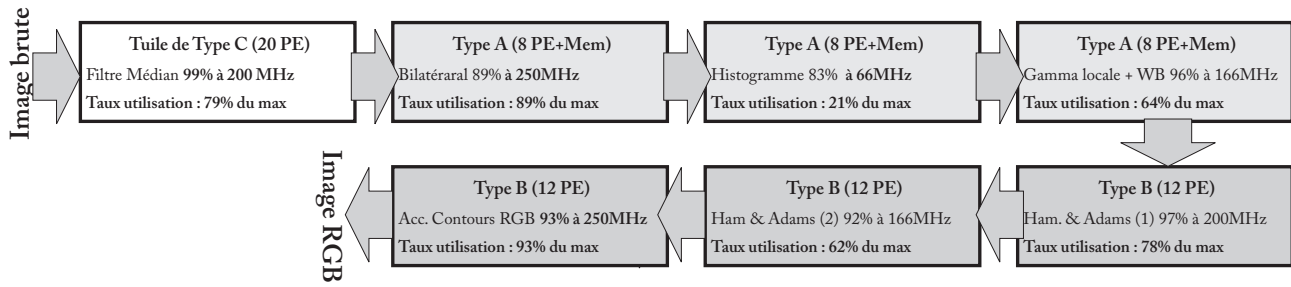 Image brute
Tuile de Type C (20 PE)
Filtre Médian 99% à 200 MHz
Taux utilisation : 79% du max
Type A (8 PE+Mem)
Bilatéraral 89% à 250MHz
Taux utilisation : 89% du max
Type A (8 PE+Mem)
Histogramme 83% à 66MHz
Taux utilisation : 21% du max
Type A (8 PE+Mem)
Gamma locale + WB 96% à 166MHz
Taux utilisation : 64% du max
Type B (12 PE)
Ham. & Adams (1) 97% à 200MHz
Taux utilisation : 78% du max
Type B (12 PE)
Ham & Adams (2) 92% à 166MHz
Taux utilisation : 62% du max
Type B (12 PE)
Acc. Contours RGB 93% à 250MHz
Taux utilisation : 93% du max
Image RGB